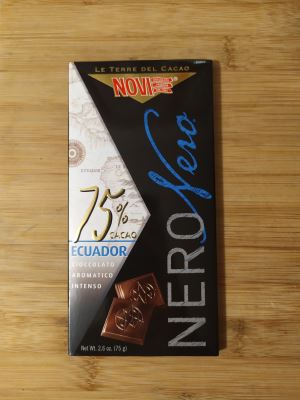 LE TERRE DEL CACAO
NOVI
ECUADOR
75%
CACAO
ECUADOR
CIOCCOLATO
AROMATICO
INTENSO
NERO Nero
Net Wt. 2.6 oz. (75 g)